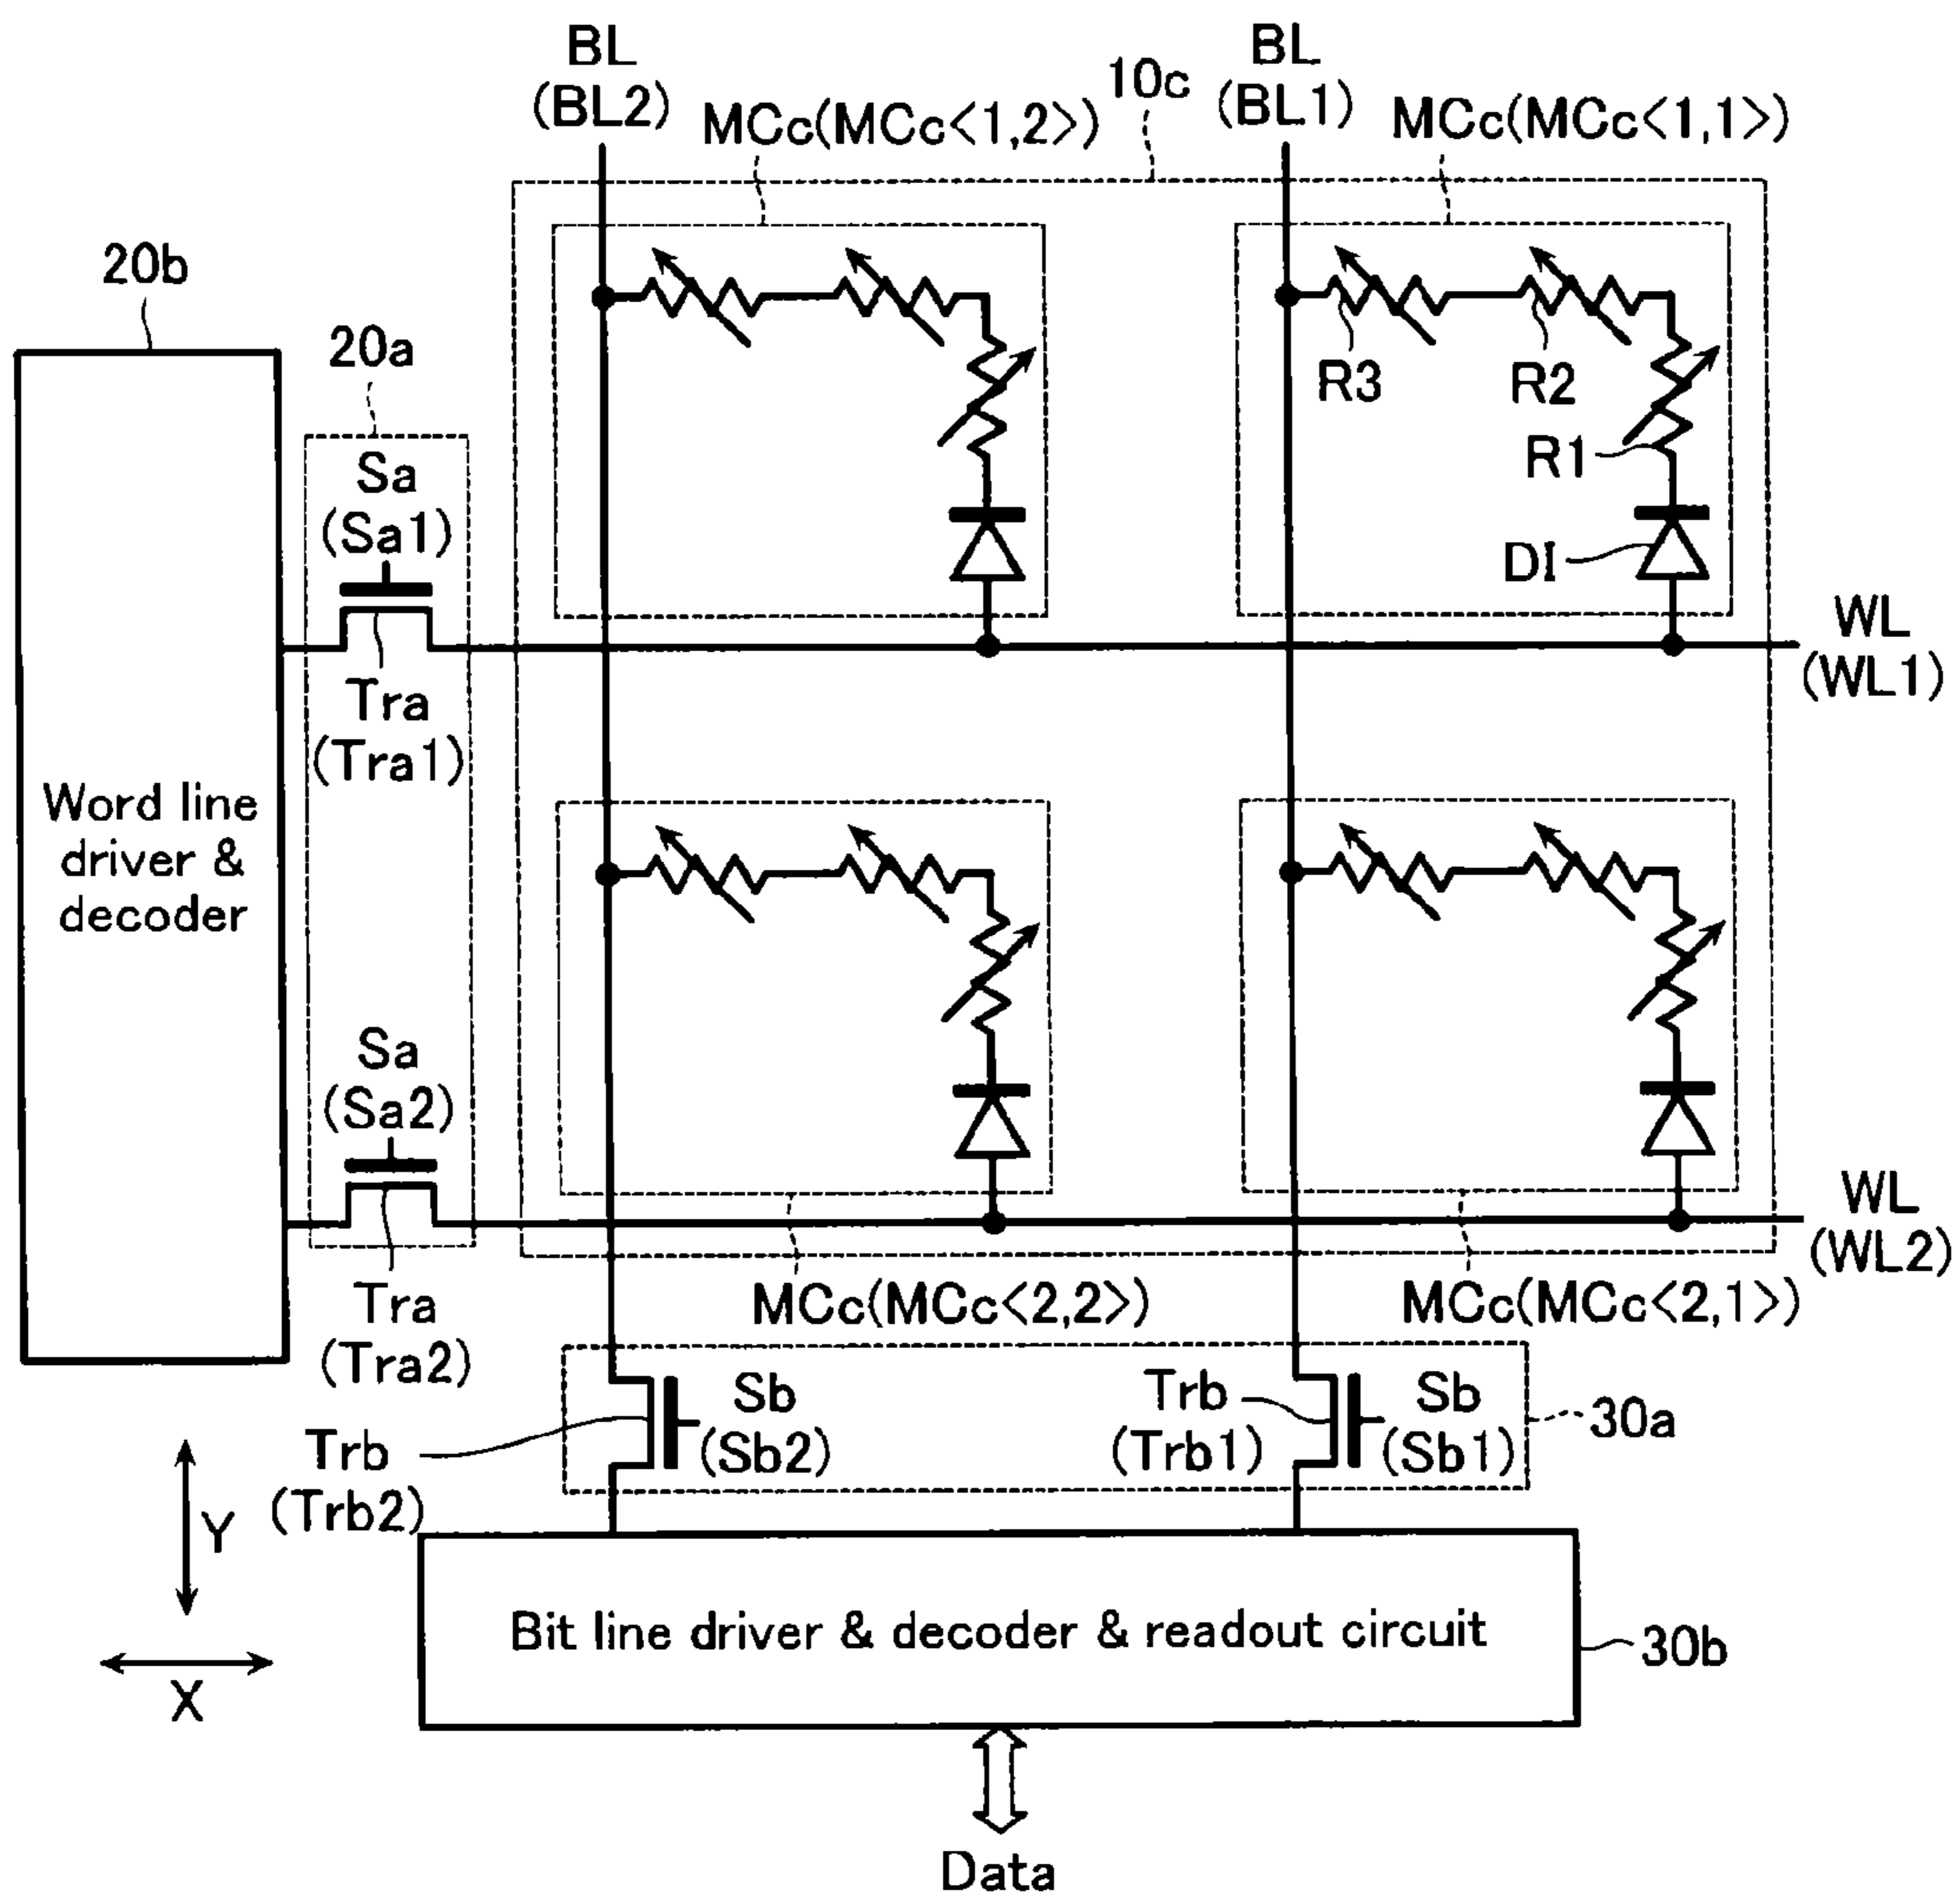 BL
(BL2)
BL
(BL1)
10c
MCc(MCc<1,2>)
MCc(MCc<1,1>)
20b
20a
R3
R2
R1
DI
Sa
(Sa1)
WL
(WL1)
Tra
(Tra1)
Word line
driver &
decoder
Sa
(Sa2)
WL
(WL2)
Tra
(Tra2)
MCc(MCc<2,2>)
MCc(MCc<2,1>)
Sb
(Sb2)
Trb
(Trb1)
Sb
(Sb1)
30a
Trb
(Trb2)
Y
X
Bit line driver & decoder & readout circuit
30b
Data